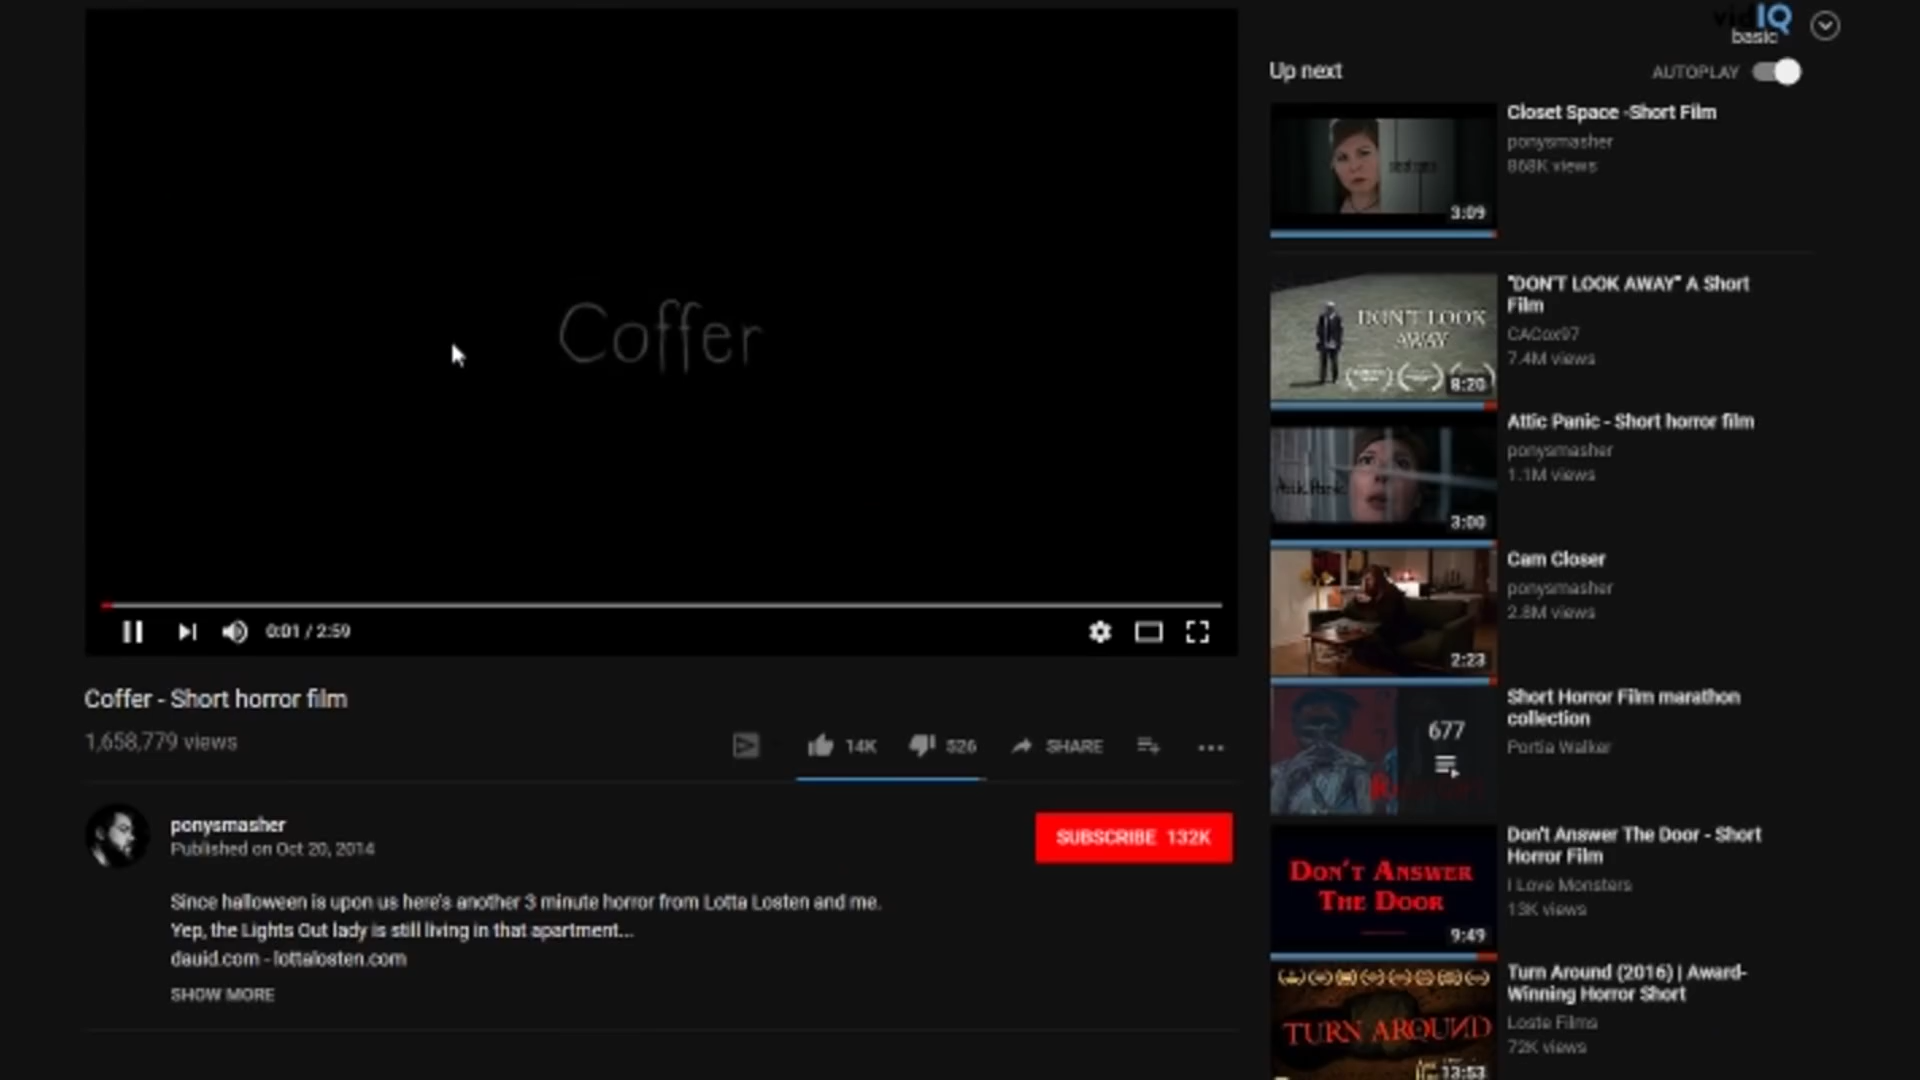 vidIQ
basic
Coffer
0:01 / 2:59
Coffer - Short horror film
1,658,779 views
14K
526
SHARE
ponysmasher
Published on Oct 20, 2014
SUBSCRIBE 132K
Since halloween is upon us here's another 3 minute horror from Lotta Losten and me.
Yep, the Lights Out lady is still living in that apartment...
dauid.com - lottalosten.com
SHOW MORE
Up next
AUTOPLAY
3:09
Closet Space -Short Film
ponysmasher
868K views
DON'T LOOK
AWAY
8:20
"DON'T LOOK AWAY" A Short
Film
CACox97
7.4M views
Attic Panic
3:00
Attic Panic - Short horror film
ponysmasher
1.1M views
2:23
Cam Closer
ponysmasher
2.8M views
677
Short Horror Film marathon
collection
Portia Walker
DON'T ANSWER
THE DOOR
9:49
Don't Answer The Door - Short
Horror Film
I Love Monsters
13K views
TURN AROUND
13:53
Turn Around (2016) | Award-
Winning Horror Short
Loste Films
72K views